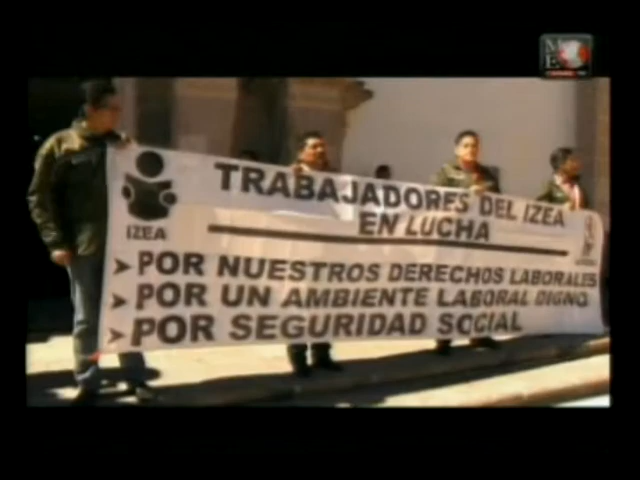 TRABAJADORES DEL IZEA
EN LUCHA
IZEA
➤ POR NUESTROS DERECHOS LABORALES
➤ POR UN AMBIENTE LABORAL DIGNO
➤ POR SEGURIDAD SOCIAL